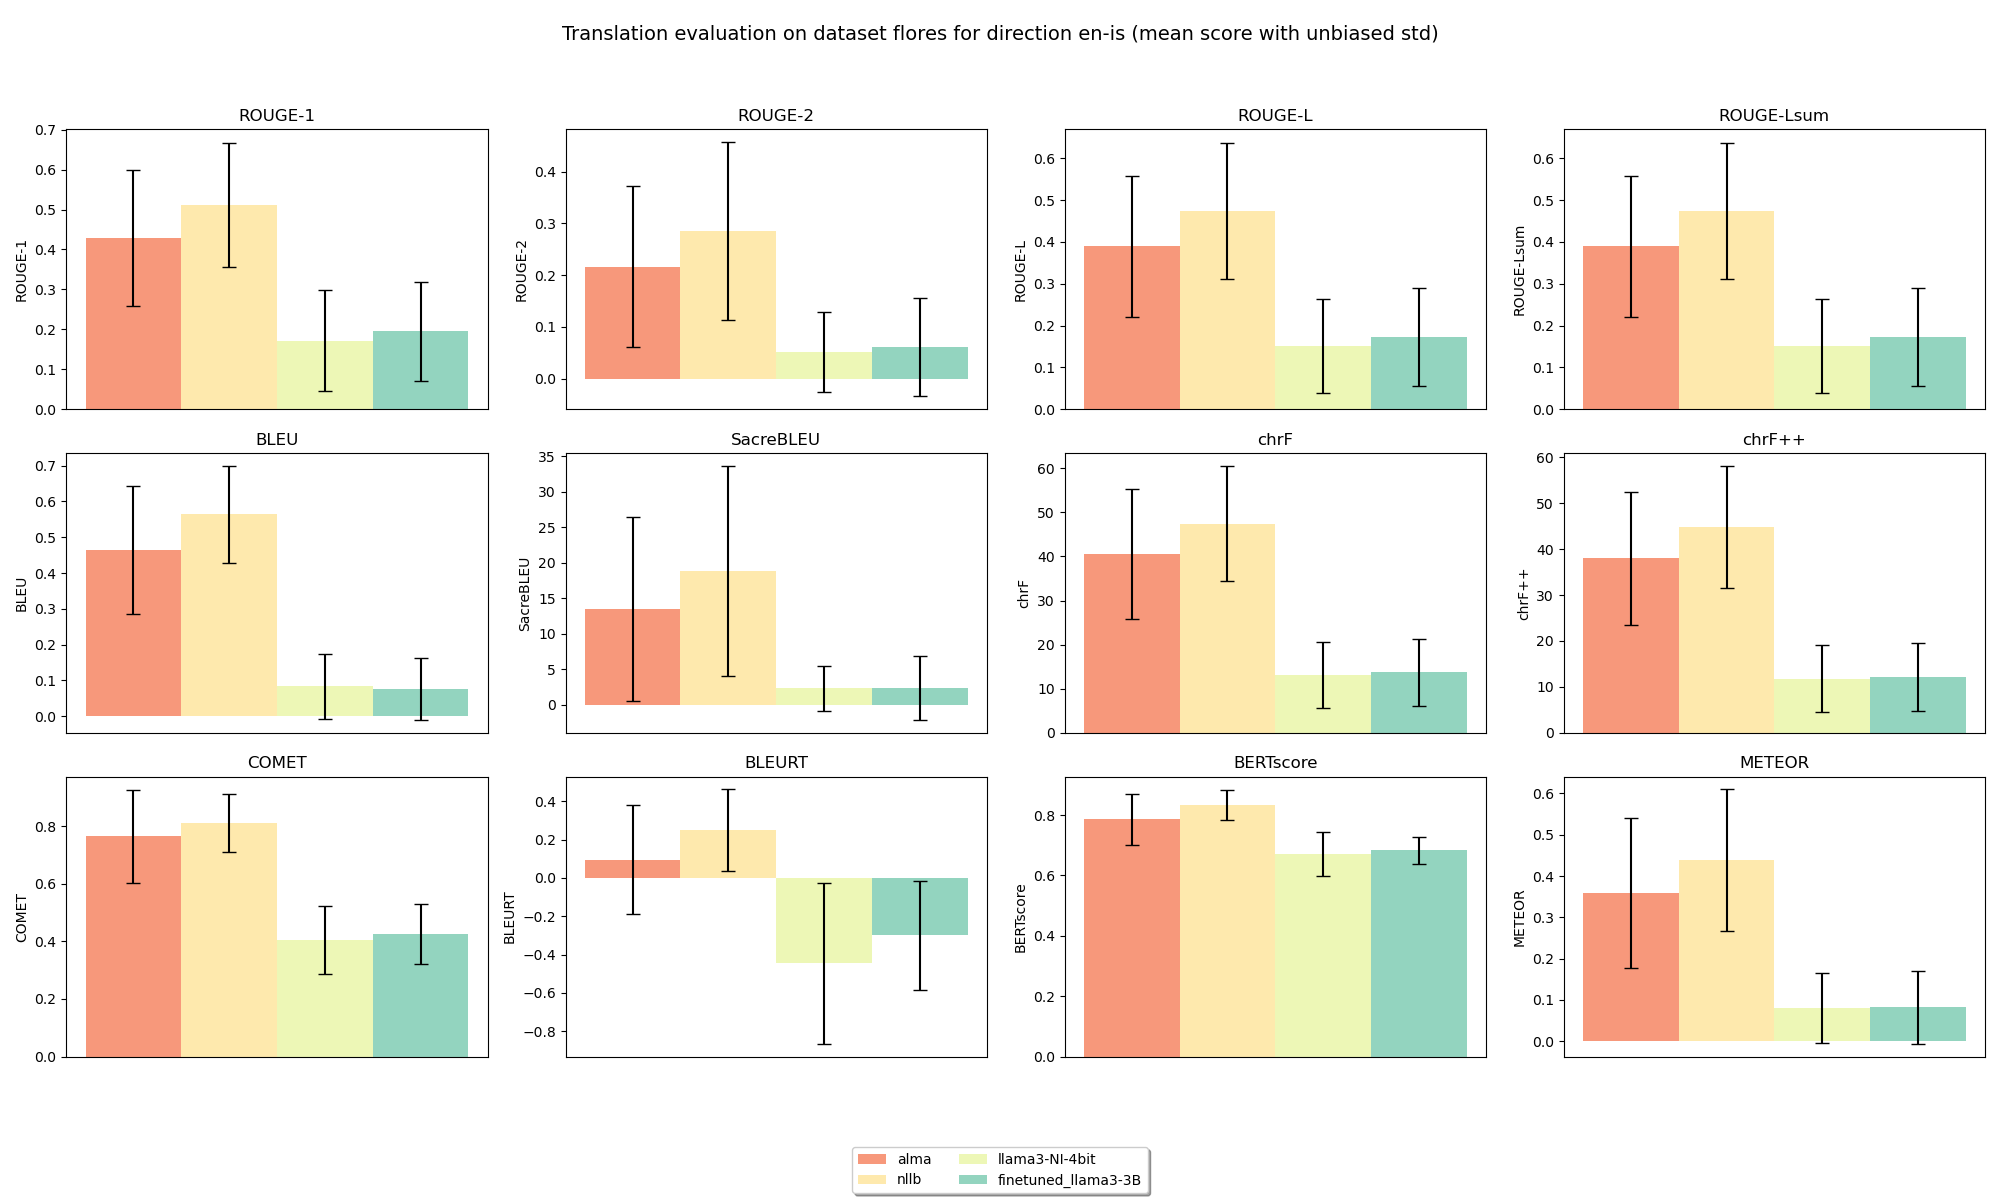 Translation evaluation on dataset flores for direction en-is (mean score with unbiased std)
ROUGE-1
ROUGE-1
0.7
0.6
0.5
0.4
0.3
0.2
0.1
0.0
ROUGE-2
ROUGE-2
0.4
0.3
0.2
0.1
0.0
ROUGE-L
ROUGE-L
0.6
0.5
0.4
0.3
0.2
0.1
0.0
ROUGE-Lsum
ROUGE-Lsum
0.6
0.5
0.4
0.3
0.2
0.1
0.0
BLEU
BLEU
0.7
0.6
0.5
0.4
0.3
0.2
0.1
0.0
SacreBLEU
SacreBLEU
35
30
25
20
15
10
5
0
chrF
chrF
60
50
40
30
20
10
0
chrF++
chrF++
60
50
40
30
20
10
0
COMET
COMET
0.8
0.6
0.4
0.2
0.0
BLEURT
BLEURT
0.4
0.2
0.0
−0.2
−0.4
−0.6
−0.8
BERTscore
BERTscore
0.8
0.6
0.4
0.2
0.0
METEOR
METEOR
0.6
0.5
0.4
0.3
0.2
0.1
0.0
alma
nllb
llama3-NI-4bit
finetuned_llama3-3B